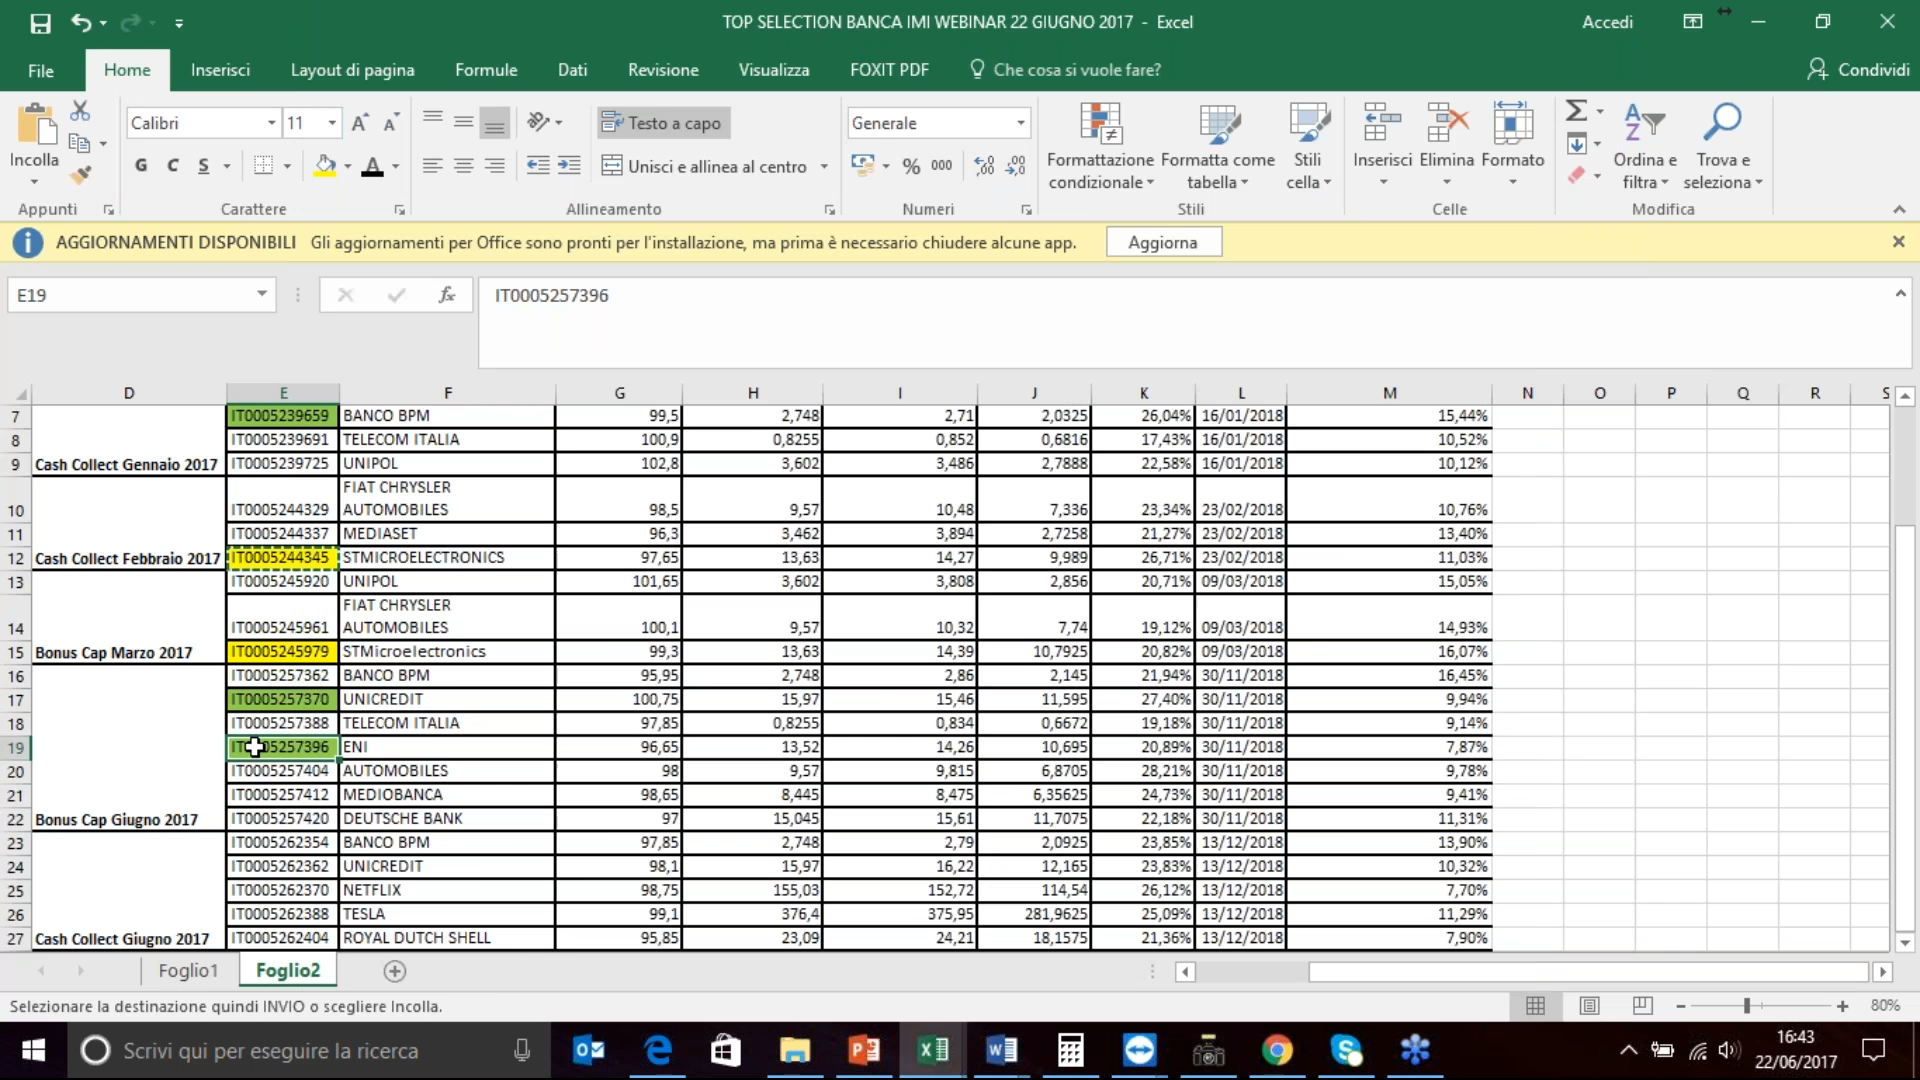 TOP SELECTION BANCA IMI WEBINAR 22 GIUGNO 2017 - Excel
Accedi
File Home Inserisci Layout di pagina Formule Dati Revisione Visualizza FOXIT PDF Che cosa si vuole fare? Condividi
Calibri 11 Testo a capo Generale
Incolla G C S Unisci e allinea al centro % 000
Formattazione condizionale
Formatta come tabella
Stili cella
Inserisci Elimina Formato
Ordina e filtra
Trova e seleziona
Appunti Carattere Allineamento Numeri Stili Celle Modifica
AGGIORNAMENTI DISPONIBILI Gli aggiornamenti per Office sono pronti per l'installazione, ma prima è necessario chiudere alcune app. Aggiorna
E19 fx IT0005257396
D E F G H I J K L M N O P Q R S
7 IT0005239659 BANCO BPM 99,5 2,748 2,71 2,0325 26,04% 16/01/2018 15,44%
8 IT0005239691 TELECOM ITALIA 100,9 0,8255 0,852 0,6816 17,43% 16/01/2018 10,52%
9 Cash Collect Gennaio 2017 IT0005239725 UNIPOL 102,8 3,602 3,486 2,7888 22,58% 16/01/2018 10,12%
FIAT CHRYSLER
10 IT0005244329 AUTOMOBILES 98,5 9,57 10,48 7,336 23,34% 23/02/2018 10,76%
11 IT0005244337 MEDIASET 96,3 3,462 3,894 2,7258 21,27% 23/02/2018 13,40%
12 Cash Collect Febbraio 2017 IT0005244345 STMICROELECTRONICS 97,65 13,63 14,27 9,989 26,71% 23/02/2018 11,03%
13 IT0005245920 UNIPOL 101,65 3,602 3,808 2,856 20,71% 09/03/2018 15,05%
FIAT CHRYSLER
14 IT0005245961 AUTOMOBILES 100,1 9,57 10,32 7,74 19,12% 09/03/2018 14,93%
15 Bonus Cap Marzo 2017 IT0005245979 STMicroelectronics 99,3 13,63 14,39 10,7925 20,82% 09/03/2018 16,07%
16 IT0005257362 BANCO BPM 95,95 2,748 2,86 2,145 21,94% 30/11/2018 16,45%
17 IT0005257370 UNICREDIT 100,75 15,97 15,46 11,595 27,40% 30/11/2018 9,94%
18 IT0005257388 TELECOM ITALIA 97,85 0,8255 0,834 0,6672 19,18% 30/11/2018 9,14%
19 IT0005257396 ENI 96,65 13,52 14,26 10,695 20,89% 30/11/2018 7,87%
20 IT0005257404 AUTOMOBILES 98 9,57 9,815 6,8705 28,21% 30/11/2018 9,78%
21 IT0005257412 MEDIOBANCA 98,65 8,445 8,475 6,35625 24,73% 30/11/2018 9,41%
22 Bonus Cap Giugno 2017 IT0005257420 DEUTSCHE BANK 97 15,045 15,61 11,7075 22,18% 30/11/2018 11,31%
23 IT0005262354 BANCO BPM 97,85 2,748 2,79 2,0925 23,85% 13/12/2018 13,90%
24 IT0005262362 UNICREDIT 98,1 15,97 16,22 12,165 23,83% 13/12/2018 10,32%
25 IT0005262370 NETFLIX 98,75 155,03 152,72 114,54 26,12% 13/12/2018 7,70%
26 IT0005262388 TESLA 99,1 376,4 375,95 281,9625 25,09% 13/12/2018 11,29%
27 Cash Collect Giugno 2017 IT0005262404 ROYAL DUTCH SHELL 95,85 23,09 24,21 18,1575 21,36% 13/12/2018 7,90%
Foglio1 Foglio2
Selezionare la destinazione quindi INVIO o scegliere Incolla. 80%
Scrivi qui per eseguire la ricerca
16:43
22/06/2017